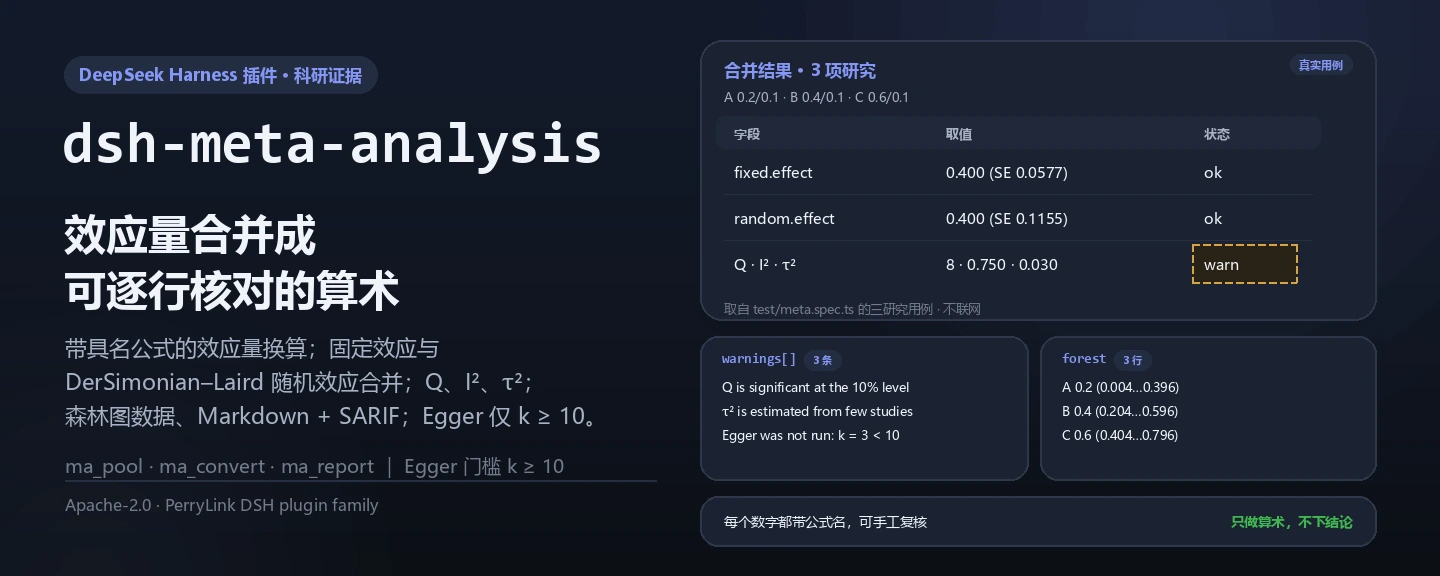 DeepSeek Harness 插件 · 科研证据
dsh-meta-analysis
效应量合并成
可逐行核对的算术
带具名公式的效应量换算；固定效应与
DerSimonian–Laird 随机效应合并；Q、I²、τ²；
森林图数据、Markdown + SARIF；Egger 仅 k ≥ 10。
ma_pool · ma_convert · ma_report | Egger 门槛 k ≥ 10
Apache-2.0 · PerryLink DSH plugin family
合并结果 · 3 项研究
真实用例
A 0.2/0.1 · B 0.4/0.1 · C 0.6/0.1
字段 取值 状态
fixed.effect 0.400 (SE 0.0577) ok
random.effect 0.400 (SE 0.1155) ok
Q · I² · τ² 8 · 0.750 · 0.030 warn
取自 test/meta.spec.ts 的三研究用例 · 不联网
warnings[] 3 条
Q is significant at the 10% level
τ² is estimated from few studies
Egger was not run: k = 3 < 10
forest 3 行
A 0.2 (0.004…0.396)
B 0.4 (0.204…0.596)
C 0.6 (0.404…0.796)
每个数字都带公式名，可手工复核
只做算术，不下结论